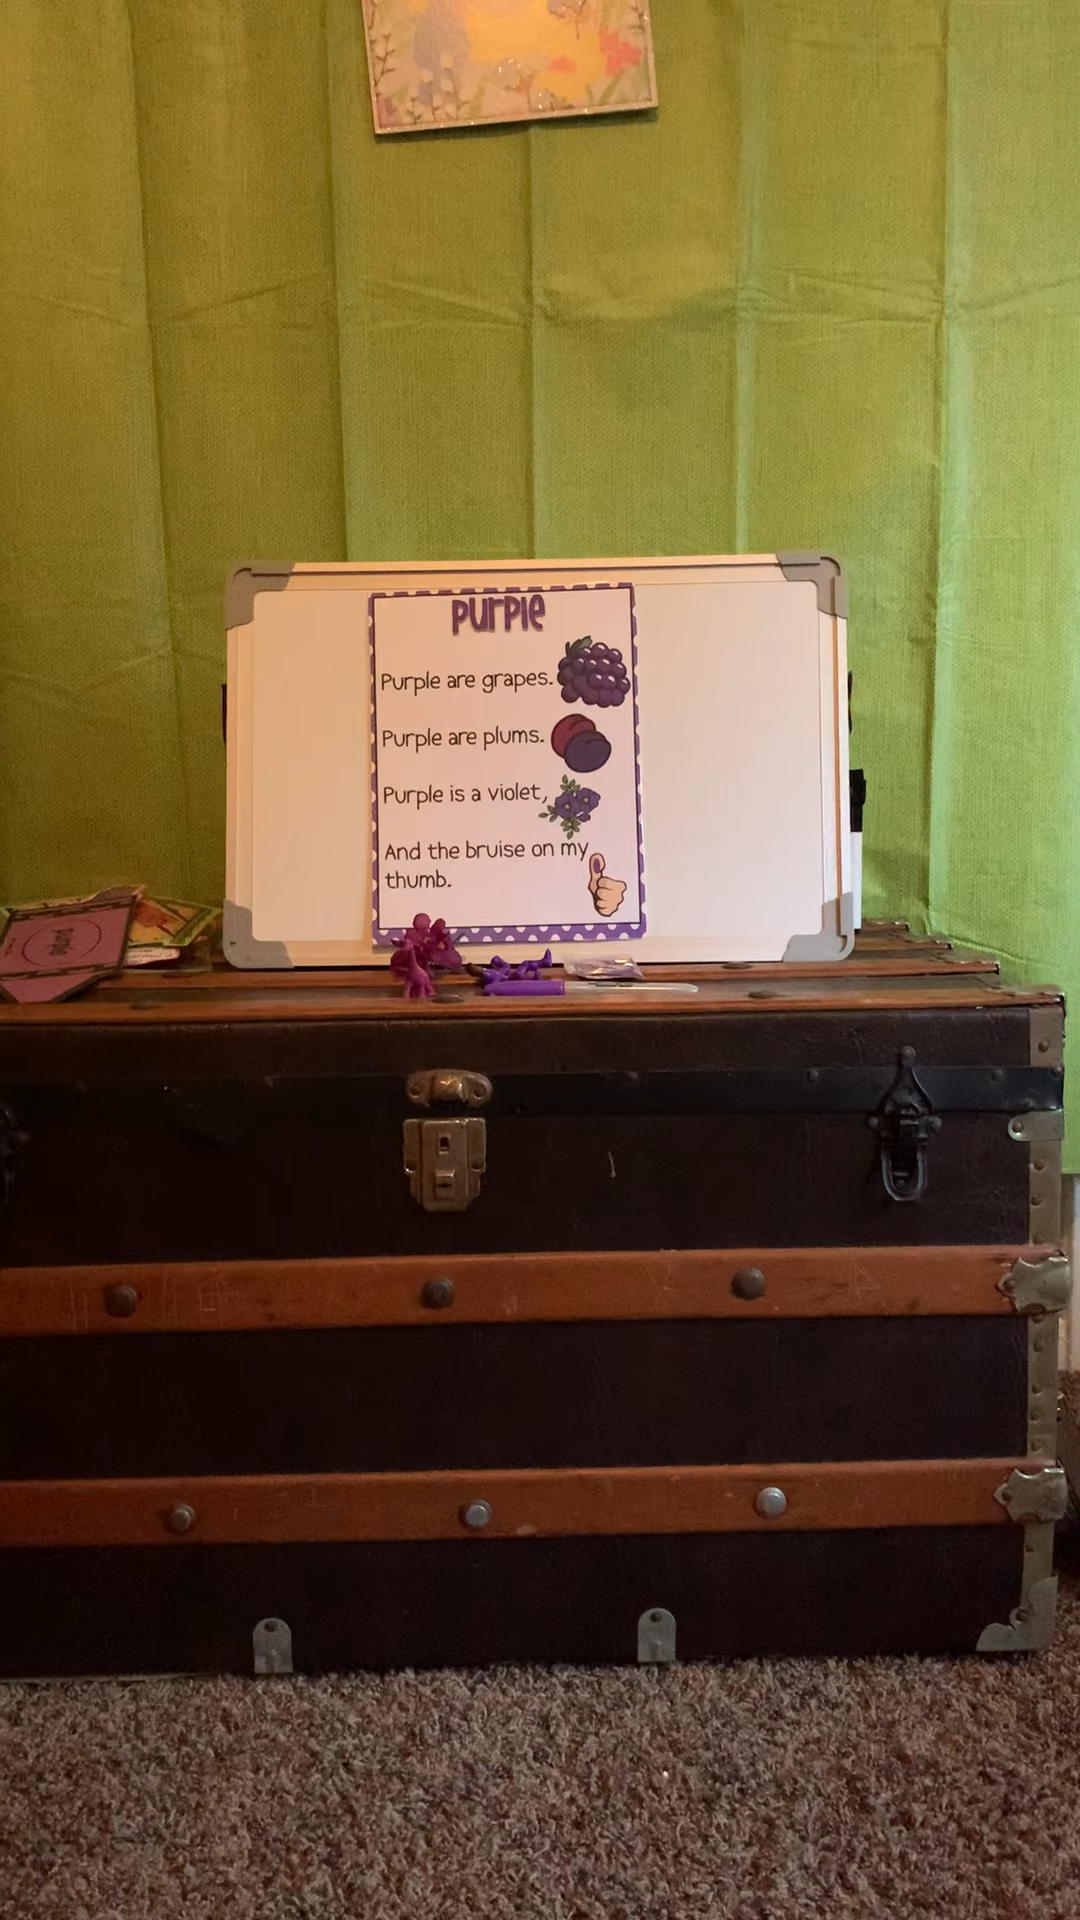 Purple
Purple are grapes.
Purple are plums.
Purple is a violet,
And the bruise on my
thumb.